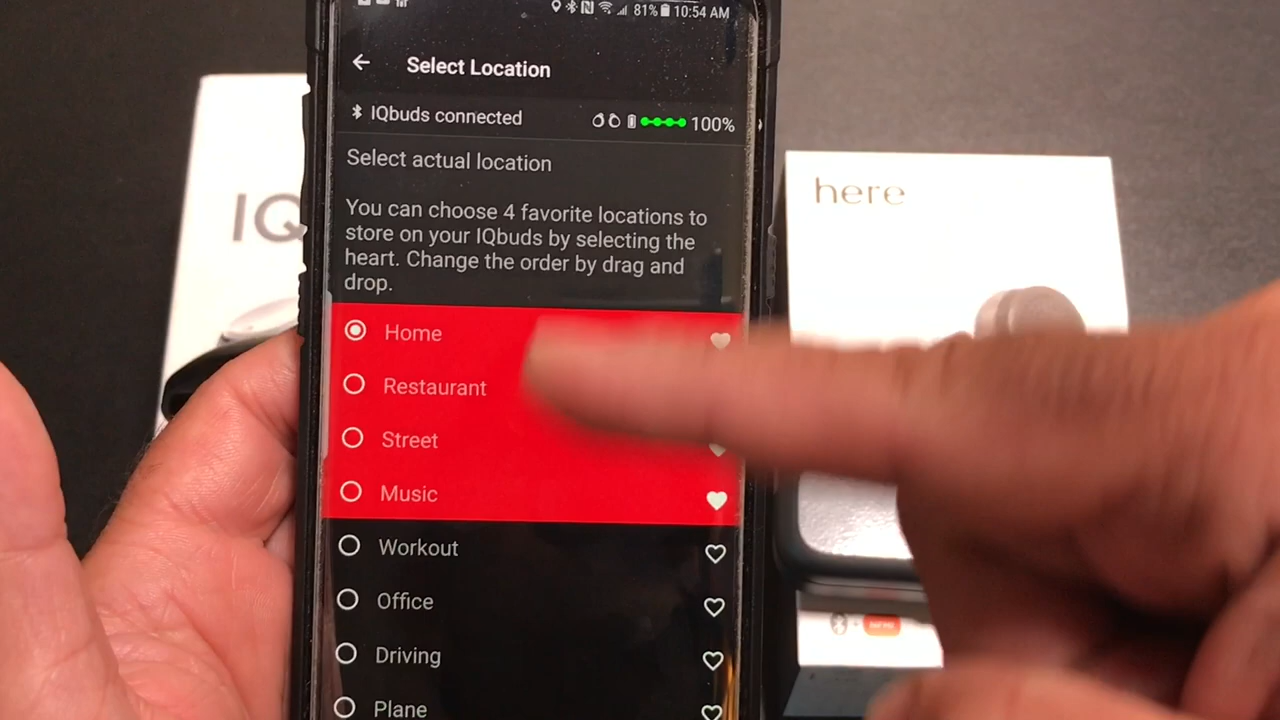 81% 10:54 AM
Select Location
IQbuds connected 100%
Select actual location
You can choose 4 favorite locations to
store on your IQbuds by selecting the
heart. Change the order by drag and
drop.
Home
Restaurant
Street
Music
Workout
Office
Driving
Plane
IQ
here